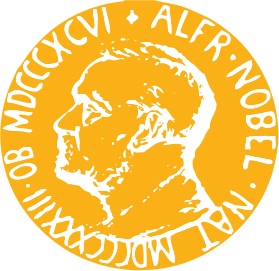 ALFR · NOBEL · NAT MDCCCXXXIII · OB MDCCCXCVI